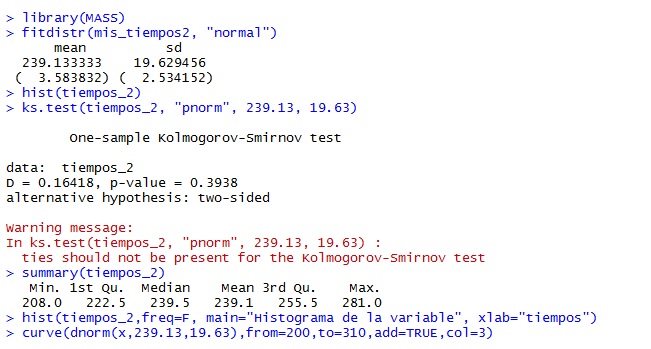 > library(MASS)
> fitdistr(mis_tiempos2, "normal")
      mean          sd
  239.133333    19.629456
 (  3.583832) (  2.534152)
> hist(tiempos_2)
> ks.test(tiempos_2, "pnorm", 239.13, 19.63)
        One-sample Kolmogorov-Smirnov test
data:  tiempos_2
D = 0.16418, p-value = 0.3938
alternative hypothesis: two-sided
Warning message:
In ks.test(tiempos_2, "pnorm", 239.13, 19.63) :
  ties should not be present for the Kolmogorov-Smirnov test
> summary(tiempos_2)
   Min. 1st Qu.  Median    Mean 3rd Qu.    Max.
  208.0   222.5   239.5   239.1   255.5   281.0
> hist(tiempos_2,freq=F, main="Histograma de la variable", xlab="tiempos")
> curve(dnorm(x,239.13,19.63),from=200,to=310,add=TRUE,col=3)